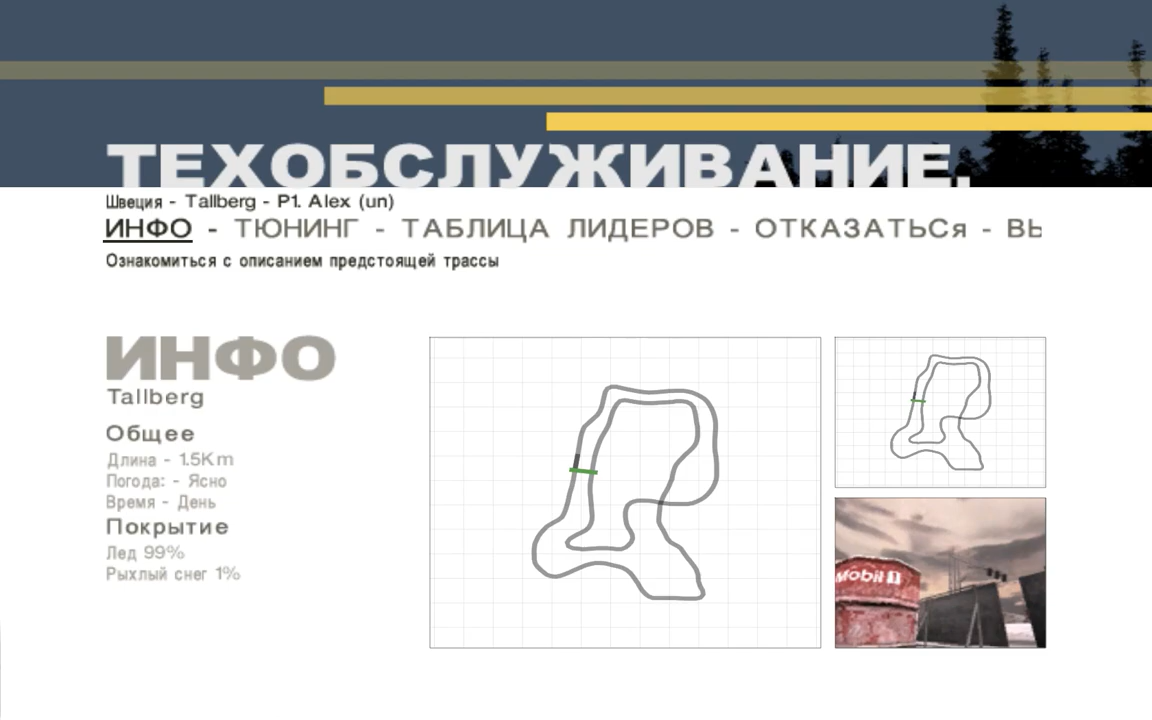 ТЕХОБСЛУЖИВАНИЕ.
Швеция - Tallberg - P1. Alex (un)
ИНФО - ТЮНИНГ - ТАБЛИЦА ЛИДЕРОВ - ОТКАЗАТЬСя -
Ознакомиться с описанием предстоящей трассы
ИНФО
Tallberg
Общее
Длина - 1.5Km
Погода: - Ясно
Время - День
Покрытие
Лед 99%
Рыхлый снег 1%
Mobil 1